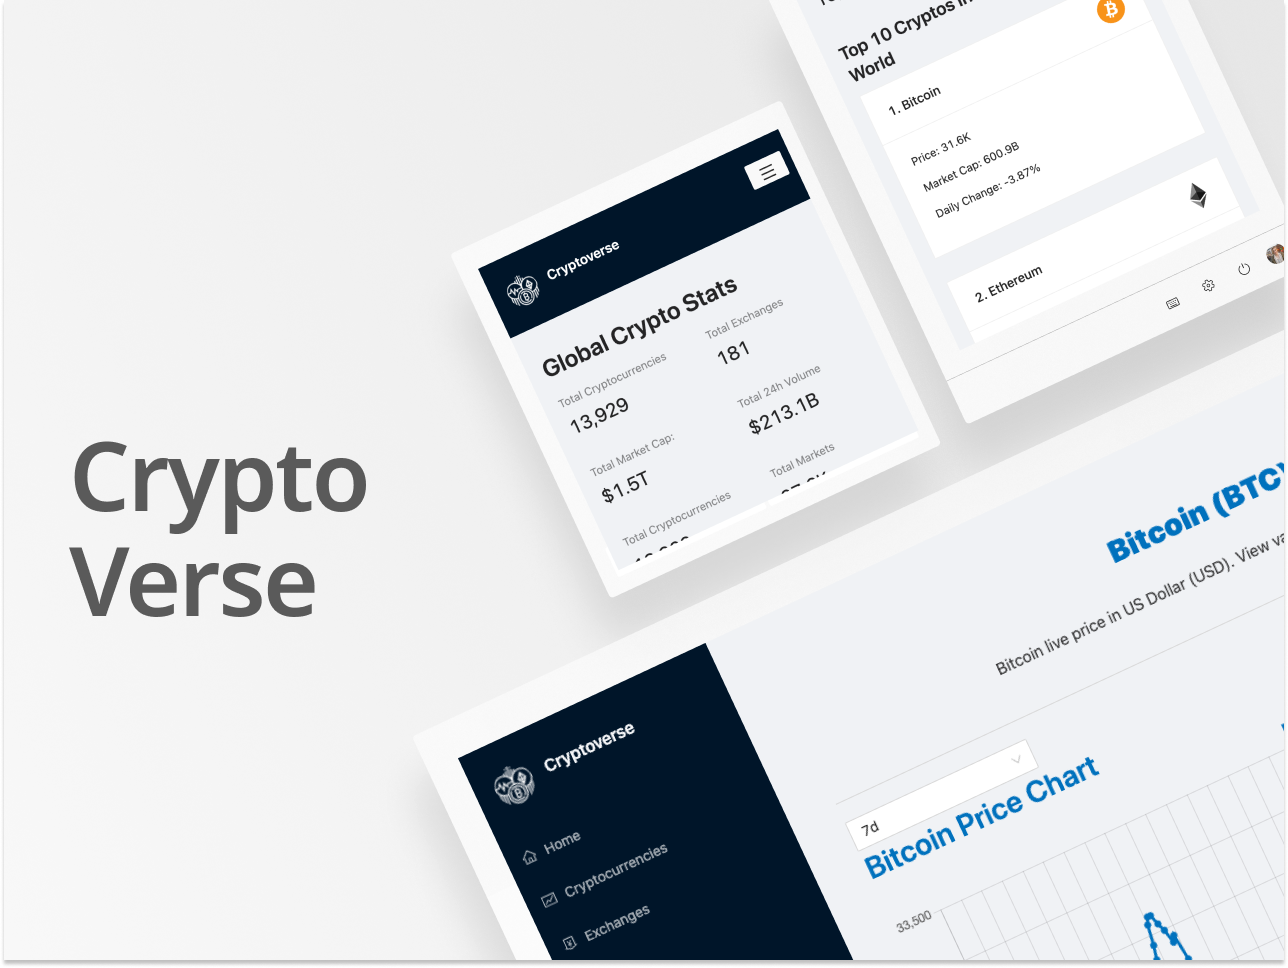 Crypto
Verse
Cryptoverse
Global Crypto Stats
Total Cryptocurrencies
13,929
Total Exchanges
181
Total Market Cap:
$1.5T
Total 24h Volume
$213.1B
Total Cryptocurrencies
Total Markets
Top 10 Cryptos in
World
1. Bitcoin
Price: 31.6K
Market Cap: 600.9B
Daily Change: -3.87%
2. Ethereum
Cryptoverse
Home
Cryptocurrencies
Exchanges
Bitcoin (BTC)
Bitcoin live price in US Dollar (USD). View
7d
Bitcoin Price Chart
33,500